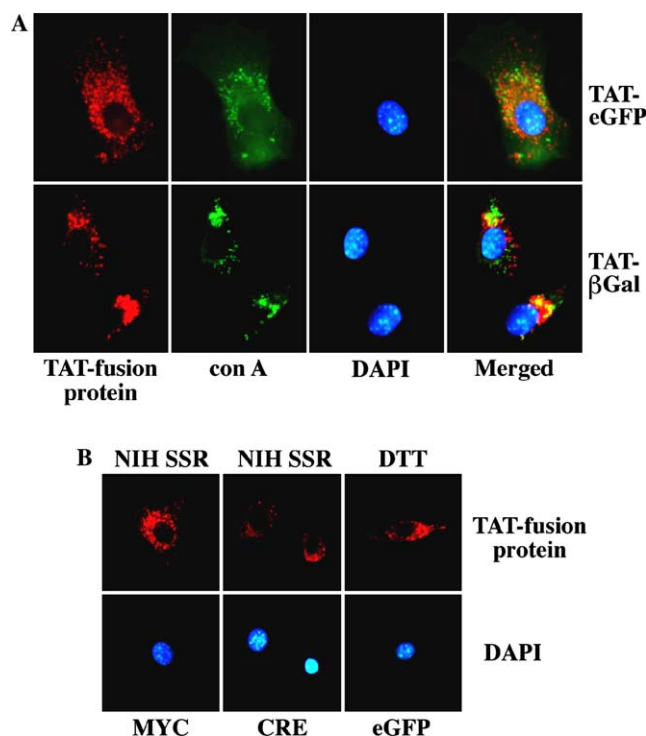 A
TAT-
eGFP
TAT-
βGal
TAT-fusion
protein
con A
DAPI
Merged
B
NIH SSR
NIH SSR
DTT
TAT-fusion
protein
DAPI
MYC
CRE
eGFP